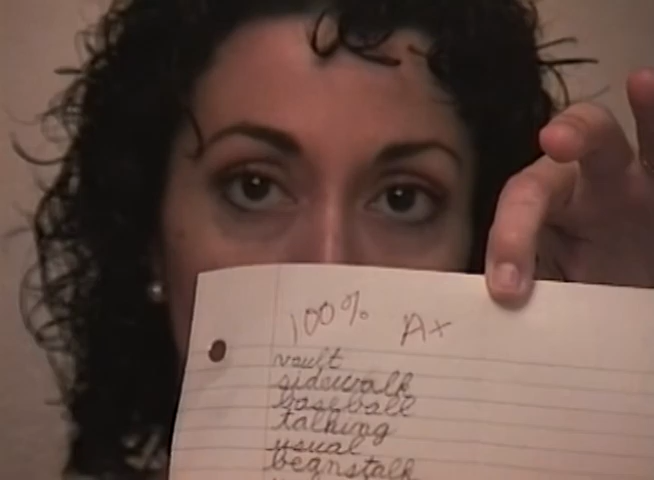 100% A+
vault
sidewalk
baseball
talking
usual
beanstalk